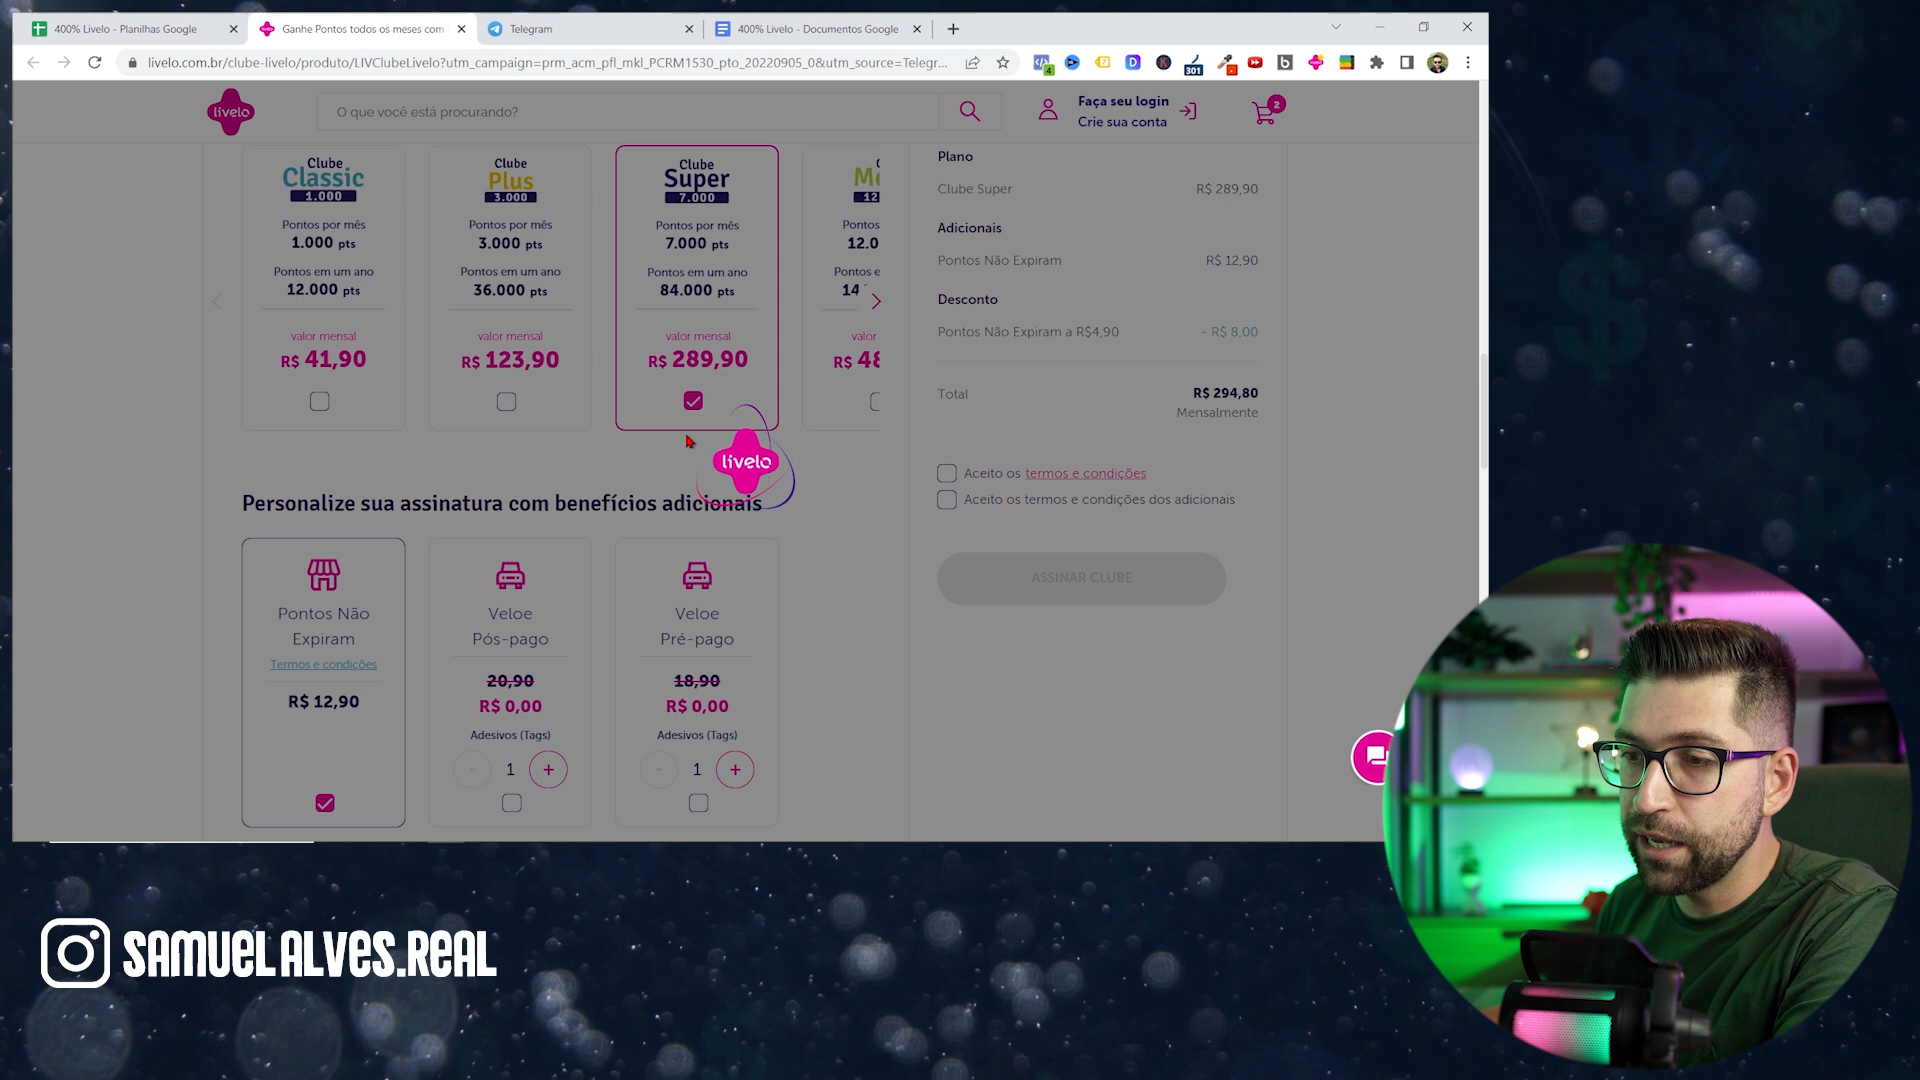 400% Livelo - Planilhas Google
Ganhe Pontos todos os meses com
Telegram
400% Livelo - Documentos Google
livelo.com.br/clube-livelo/produto/LIVClubeLivelo?utm_campaign=prm_acm_pfl_mkl_PCRM1530_pto_20220905_0&utm_source=Telegr...
livelo
O que você está procurando?
Faça seu login
Crie sua conta
2
Clube
Classic
1.000
Pontos por mês
1.000 pts
Pontos em um ano
12.000 pts
valor mensal
R$ 41,90
Clube
Plus
3.000
Pontos por mês
3.000 pts
Pontos em um ano
36.000 pts
valor mensal
R$ 123,90
Clube
Super
7.000
Pontos por mês
7.000 pts
Pontos em um ano
84.000 pts
valor mensal
R$ 289,90
Pontos
12.0
Pontos e
14
valor
R$ 48
livelo
Personalize sua assinatura com benefícios adicionais
Pontos Não
Expiram
Termos e condições
R$ 12,90
Veloe
Pós-pago
20,90
R$ 0,00
Adesivos (Tags)
- 1 +
Veloe
Pré-pago
18,90
R$ 0,00
Adesivos (Tags)
- 1 +
Plano
Clube Super R$ 289,90
Adicionais
Pontos Não Expiram R$ 12,90
Desconto
Pontos Não Expiram a R$4,90 - R$ 8,00
Total R$ 294,80
Mensalmente
Aceito os termos e condições
Aceito os termos e condições dos adicionais
ASSINAR CLUBE
SAMUELALVES.REAL